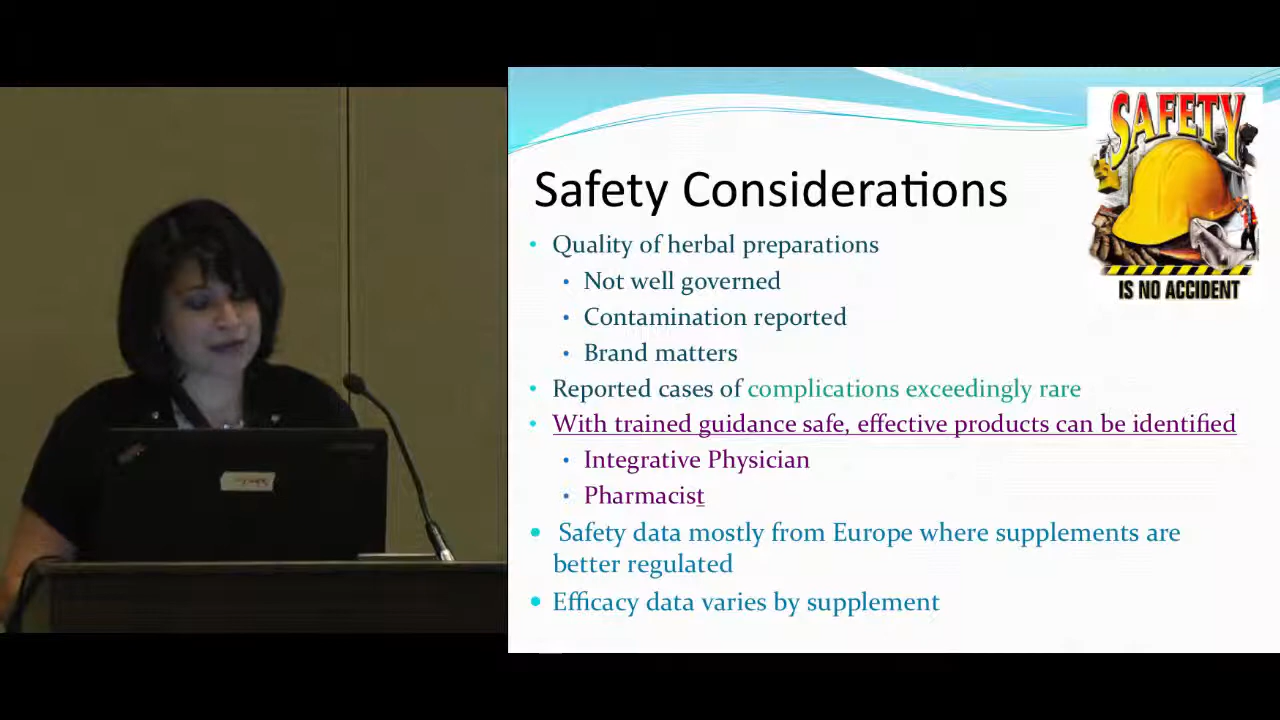 SAFETY
IS NO ACCIDENT
Safety Considerations
• Quality of herbal preparations
• Not well governed
• Contamination reported
• Brand matters
• Reported cases of complications exceedingly rare
• With trained guidance safe, effective products can be identified
• Integrative Physician
• Pharmacist
• Safety data mostly from Europe where supplements are
better regulated
• Efficacy data varies by supplement